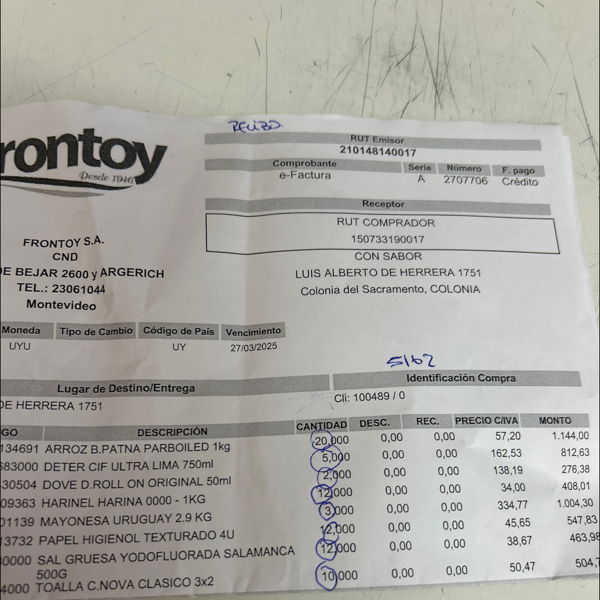 RUT Emisor
210148140017
rontoy
Desde 1946
Comprobante Serie Número F. pago
e-Factura A 2707706 Crédito
Receptor
RUT COMPRADOR
150733190017
CON SABOR
LUIS ALBERTO DE HERRERA 1751
Colonia del Sacramento, COLONIA
FRONTOY S.A.
CND
DE BEJAR 2600 y ARGERICH
TEL.: 23061044
Montevideo
Moneda Tipo de Cambio Código de País Vencimiento
UYU UY 27/03/2025
5162
Lugar de Destino/Entrega Identificación Compra
DE HERRERA 1751 Cli: 100489 / 0
GO DESCRIPCIÓN CANTIDAD DESC. REC. PRECIO C/IVA MONTO
134691 ARROZ B.PATNA PARBOILED 1kg 20,000 0,00 0,00 57,20 1.144,00
683000 DETER CIF ULTRA LIMA 750ml 5,000 0,00 0,00 162,53 812,63
430504 DOVE D.ROLL ON ORIGINAL 50ml 2,000 0,00 0,00 138,19 276,38
09363 HARINEL HARINA 0000 - 1KG 12,000 0,00 0,00 34,00 408,01
01139 MAYONESA URUGUAY 2.9 KG 3,000 0,00 0,00 334,77 1.004,30
13732 PAPEL HIGIENOL TEXTURADO 4U 12,000 0,00 0,00 45,65 547,83
80000 SAL GRUESA YODOFLUORADA SALAMANCA 12,000 0,00 0,00 38,67 463,98
500G
4000 TOALLA C.NOVA CLASICO 3x2 10,000 0,00 0,00 50,47 504,7